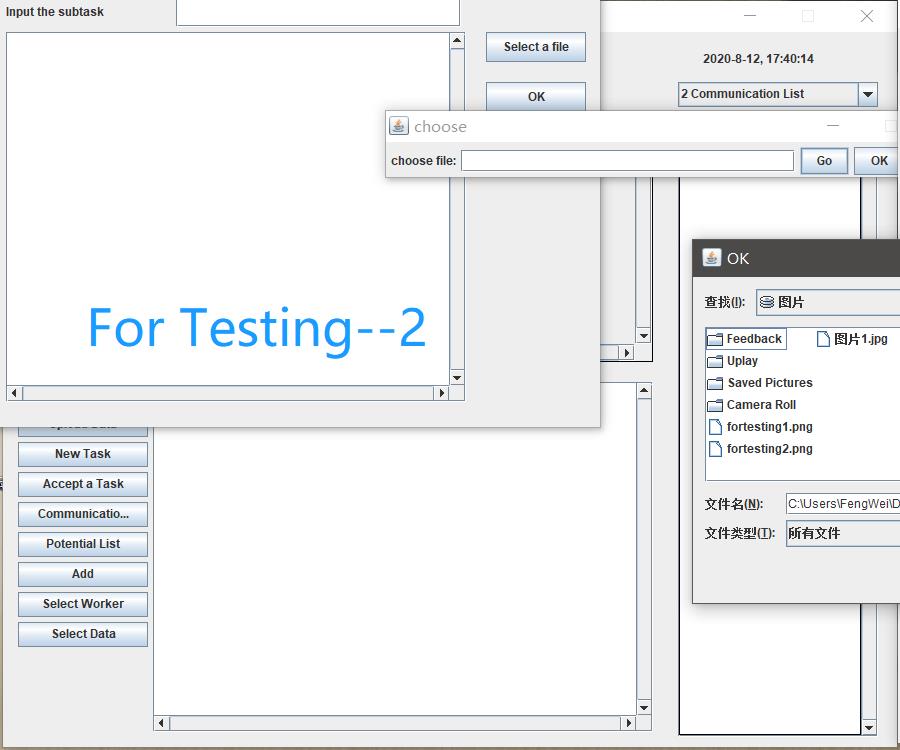 Input the subtask
Select a file
OK
2020-8-12, 17:40:14
2 Communication List
choose
choose file:
Go
OK
For Testing--2
OK
查找(I):
图片
Feedback
图片1.jpg
Uplay
Saved Pictures
Camera Roll
fortesting1.png
fortesting2.png
文件名(N):
C:\Users\FengWei\D
文件类型(T):
所有文件
New Task
Accept a Task
Communicatio...
Potential List
Add
Select Worker
Select Data